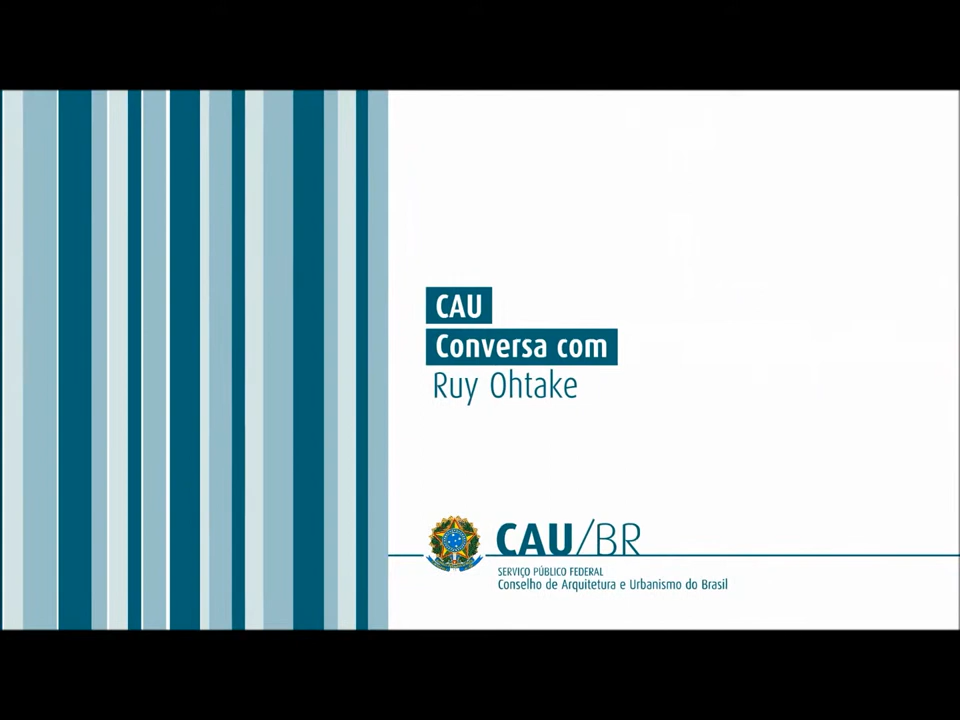 CAU
Conversa com
Ruy Ohtake
CAU/BR
SERVIÇO PÚBLICO FEDERAL
Conselho de Arquitetura e Urbanismo do Brasil